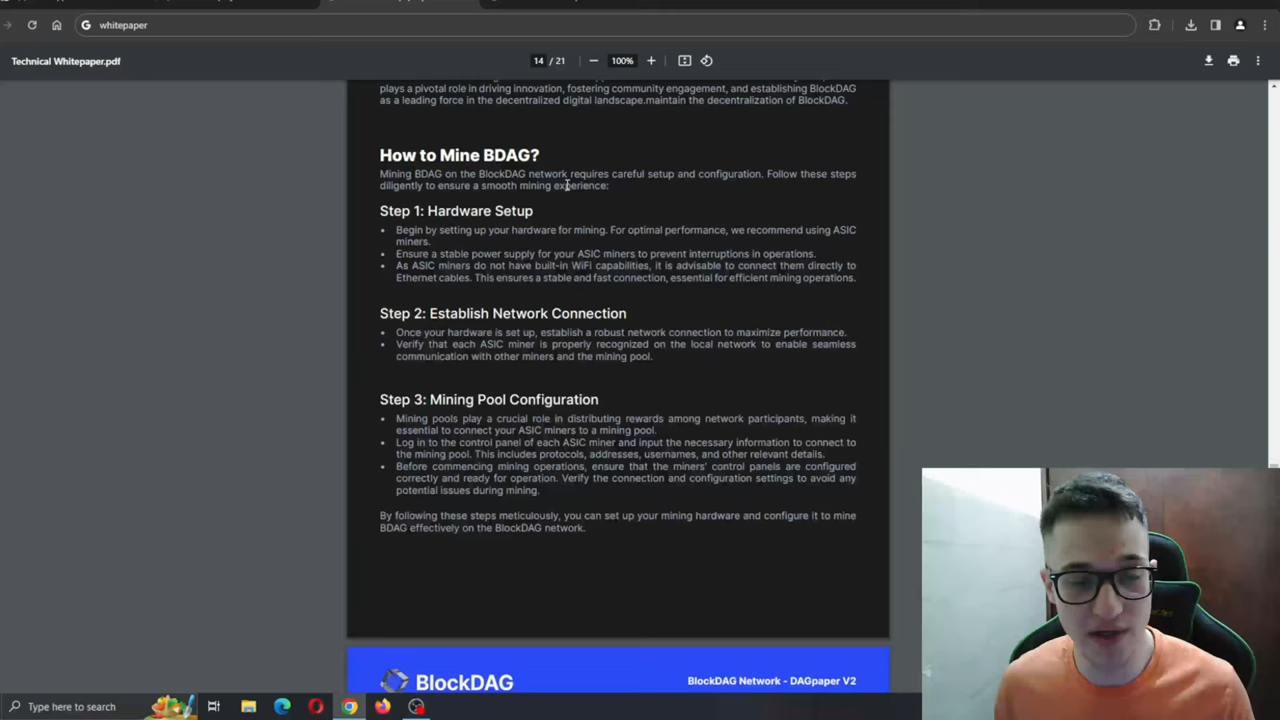 whitepaper
Technical Whitepaper.pdf
14 / 21
100%
plays a pivotal role in driving innovation, fostering community engagement, and establishing BlockDAG
as a leading force in the decentralized digital landscape.maintain the decentralization of BlockDAG.
How to Mine BDAG?
Mining BDAG on the BlockDAG network requires careful setup and configuration. Follow these steps
diligently to ensure a smooth mining experience:
Step 1: Hardware Setup
• Begin by setting up your hardware for mining. For optimal performance, we recommend using ASIC
miners.
• Ensure a stable power supply for your ASIC miners to prevent interruptions in operations.
• As ASIC miners do not have built-in WiFi capabilities, it is advisable to connect them directly to
Ethernet cables. This ensures a stable and fast connection, essential for efficient mining operations.
Step 2: Establish Network Connection
• Once your hardware is set up, establish a robust network connection to maximize performance.
• Verify that each ASIC miner is properly recognized on the local network to enable seamless
communication with other miners and the mining pool.
Step 3: Mining Pool Configuration
• Mining pools play a crucial role in distributing rewards among network participants, making it
essential to connect your ASIC miners to a mining pool.
• Log in to the control panel of each ASIC miner and input the necessary information to connect to
the mining pool. This includes protocols, addresses, usernames, and other relevant details.
• Before commencing mining operations, ensure that the miners' control panels are configured
correctly and ready for operation. Verify the connection and configuration settings to avoid any
potential issues during mining.
By following these steps meticulously, you can set up your mining hardware and configure it to mine
BDAG effectively on the BlockDAG network.
BlockDAG
BlockDAG Network - DAGpaper V2
Type here to search